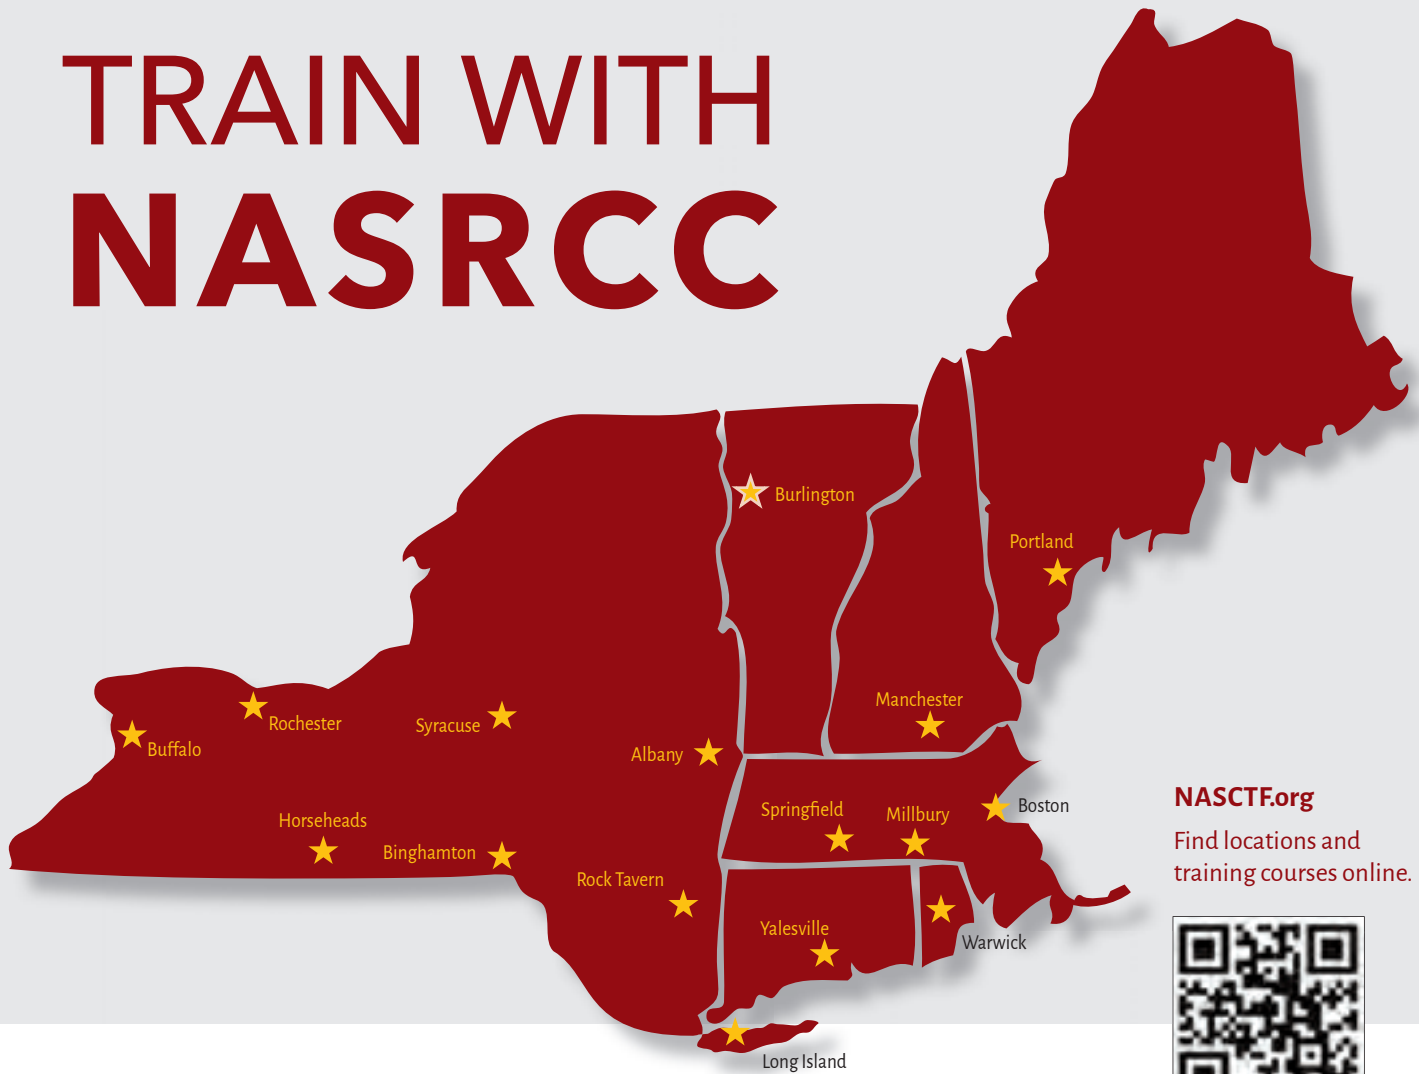 TRAIN WITH
NASRCC
Burlington
Portland
Manchester
Rochester
Syracuse
Buffalo
Albany
Springfield
Millbury
Boston
Horseheads
Binghamton
Rock Tavern
Yalesville
Warwick
Long Island
NASCTF.org
Find locations and
training courses online.